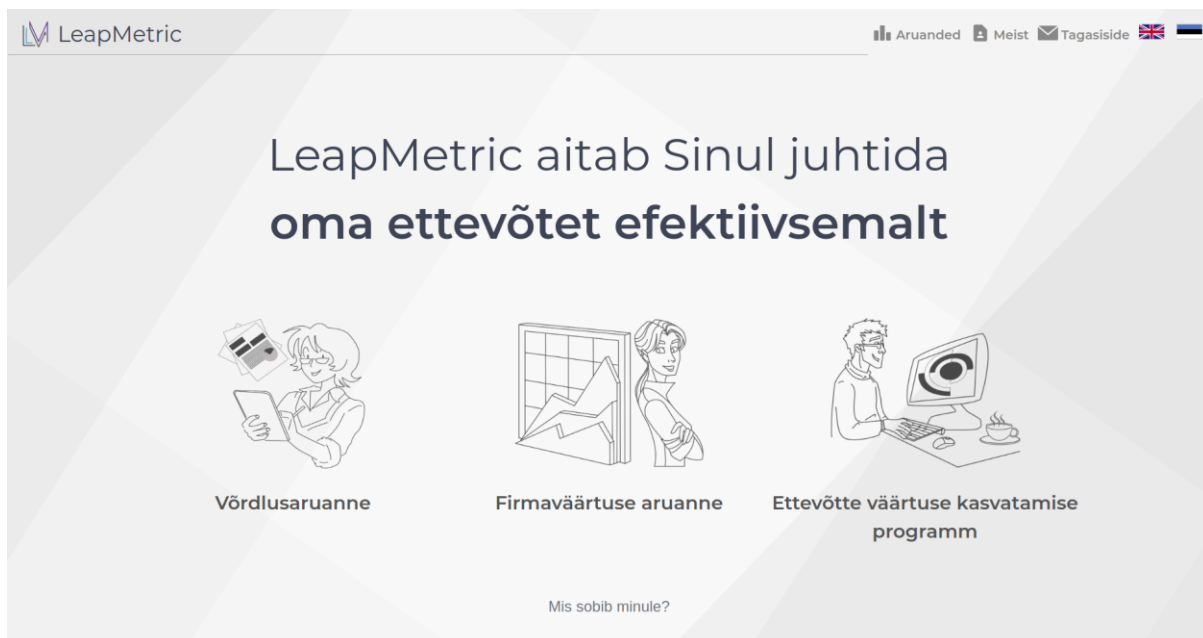 LeapMetric
Aruanded Meist Tagasiside
LeapMetric aitab Sinul juhtida
oma ettevõtet efektiivsemalt
Võrdlusaruanne
Firmaväärtuse aruanne
Ettevõtte väärtuse kasvatamise
programm
Mis sobib minule?